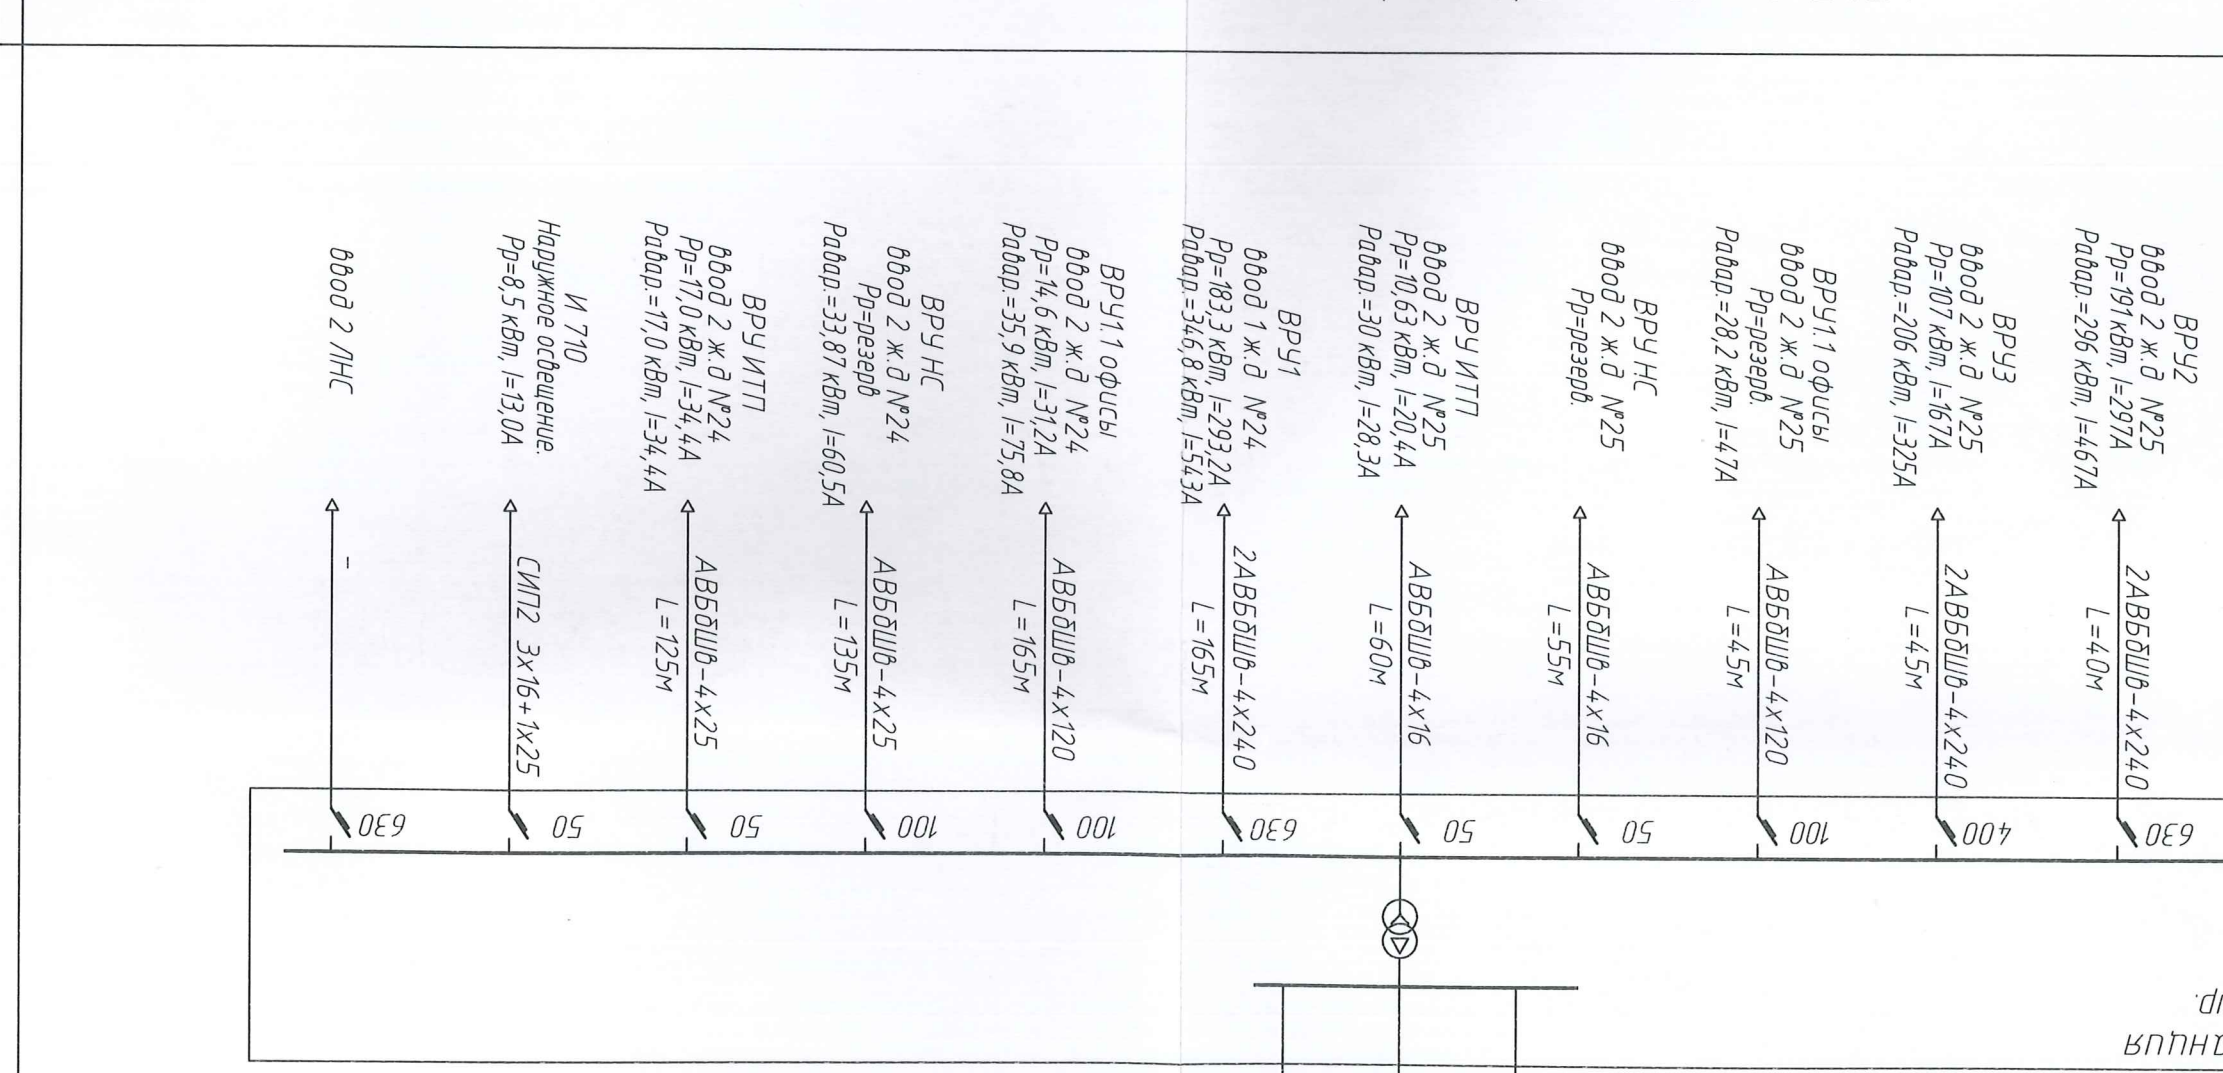 ввод 2 ЛНС
-
630
И 710
Наружное освещение.
Рр=8,5 кВт, I=13,0А
СИП2 3х16+1х25
50
ВРУ ИТП
ввод 2 ж.д №24
Рр=17,0 кВт, I=34,4А
Равар.=17,0 кВт, I=34,4А
АВБбШв-4х25
L=125м
50
ВРУ НС
ввод 2 ж.д №24
Рр=резерв
Равар.=33,87 кВт, I=60,5А
АВБбШв-4х25
L=135м
100
ВРУ1.1 офисы
ввод 2 ж.д №24
Рр=14,6 кВт, I=31,2А
Равар.=35,9 кВт, I=75,8А
АВБбШв-4х120
L=165м
100
ВРУ1
ввод 1 ж.д №24
Рр=183,3 кВт, I=293,2А
Равар.=346,8 кВт, I=543А
2АВБбШв-4х240
L=165м
630
ВРУ ИТП
ввод 2 ж.д №25
Рр=10,63 кВт, I=20,4А
Равар.=30 кВт, I=28,3А
АВБбШв-4х16
L=60м
50
ВРУ НС
ввод 2 ж.д №25
Рр=резерв.
АВБбШв-4х16
L=55м
50
ВРУ1.1 офисы
ввод 2 ж.д №25
Рр=резерв.
Равар.=28,2 кВт, I=47А
АВБбШв-4х120
L=45м
100
ВРУ3
ввод 2 ж.д №25
Рр=107 кВт, I=167А
Равар.=206 кВт, I=325А
2АВБбШв-4х240
L=45м
400
ВРУ2
ввод 2 ж.д №25
Рр=191 кВт, I=297А
Равар.=296 кВт, I=467А
2АВБбШв-4х240
L=40м
630